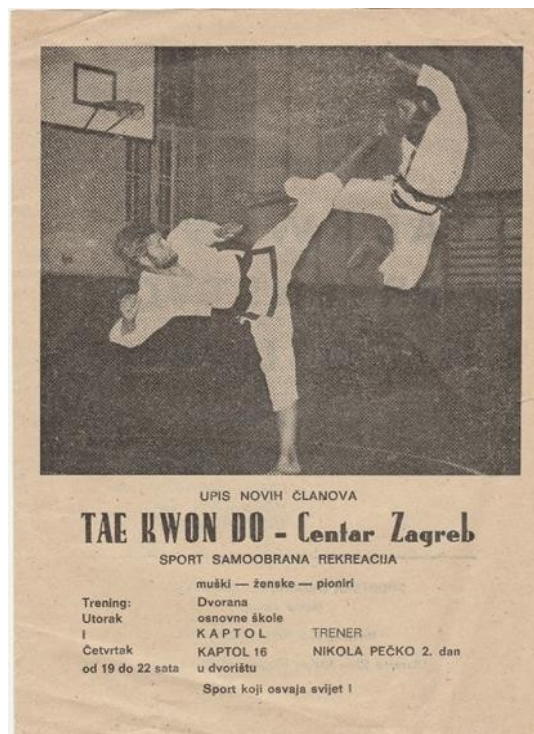 UPIS NOVIH ČLANOVA
TAE KWON DO - Centar Zagreb
SPORT SAMOOBRANA REKREACIJA
muški — ženske — pioniri
Trening: Dvorana
Utorak osnovne škole
I KAPTOL TRENER
Četvrtak KAPTOL 16 NIKOLA PEČKO 2. dan
od 19 do 22 sata u dvorištu
Sport koji osvaja svijet !